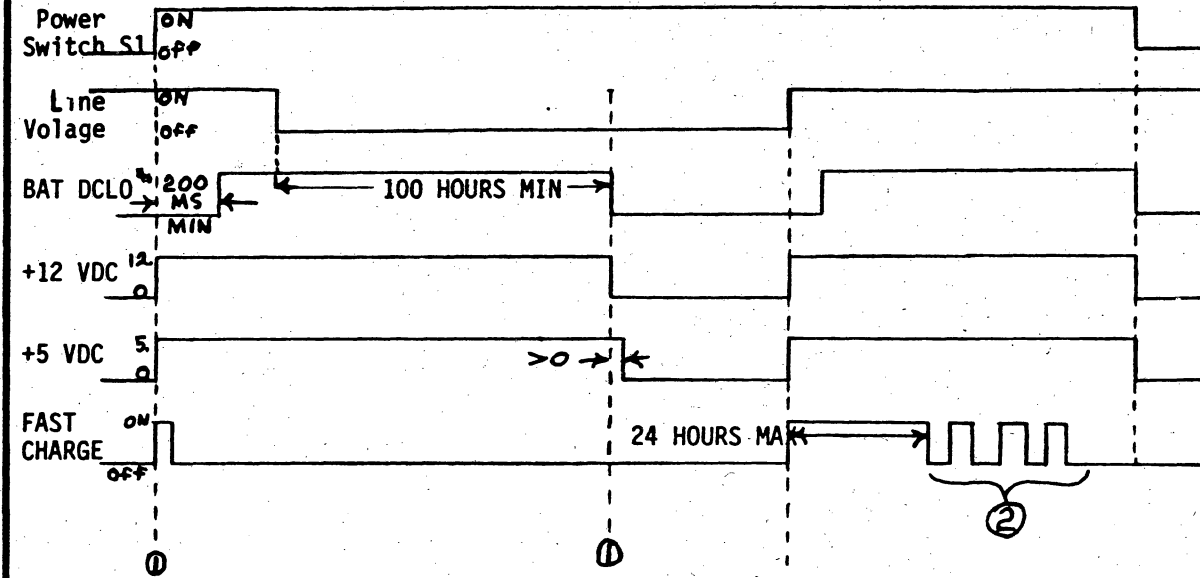 Power
Switch S1
ON
Off
Line
Volage
ON
Off
BAT DCLO
200
MS
MIN
100 HOURS MIN
+12 VDC
12
0
+5 VDC
5.
0
>0
FAST
CHARGE
ON
Off
24 HOURS MA
2
1
1